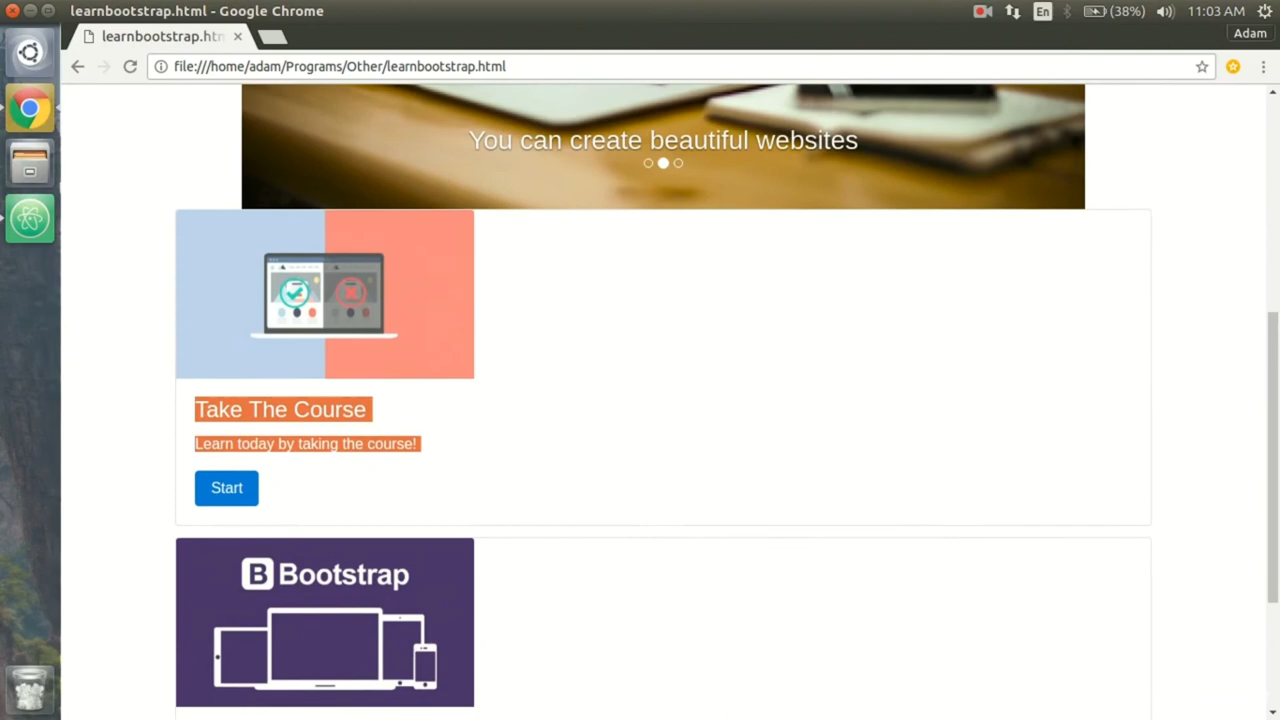 learnbootstrap.html - Google Chrome
En
(38%)
11:03 AM
learnbootstrap.htm
Adam
file:///home/adam/Programs/Other/learnbootstrap.html
You can create beautiful websites
Take The Course
Learn today by taking the course!
Start
B Bootstrap